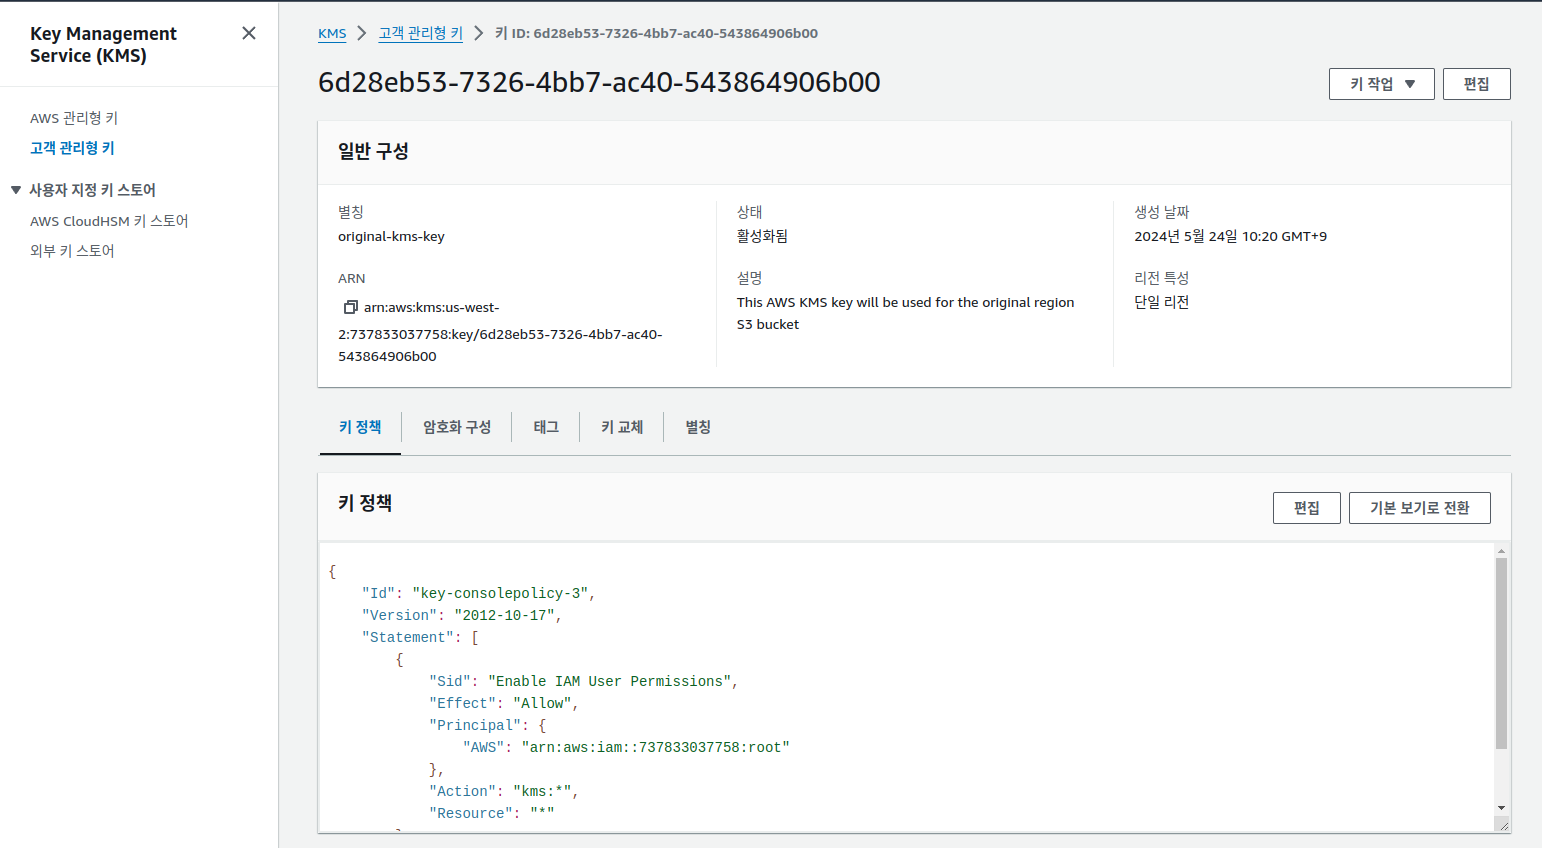 Key Management
Service (KMS)
AWS 관리형 키
고객 관리형 키
사용자 지정 키 스토어
AWS CloudHSM 키 스토어
외부 키 스토어
KMS
고객 관리형 키
키 ID: 6d28eb53-7326-4bb7-ac40-543864906b00
6d28eb53-7326-4bb7-ac40-543864906b00
키 작업
편집
일반 구성
별칭
original-kms-key
ARN
arn:aws:kms:us-west-
2:737833037758:key/6d28eb53-7326-4bb7-ac40-
543864906b00
상태
활성화됨
설명
This AWS KMS key will be used for the original region
S3 bucket
생성 날짜
2024년 5월 24일 10:20 GMT+9
리전 특성
단일 리전
키 정책
암호화 구성
태그
키 교체
별칭
키 정책
편집
기본 보기로 전환
{
"Id": "key-consolepolicy-3",
"Version": "2012-10-17",
"Statement": [
{
"Sid": "Enable IAM User Permissions",
"Effect": "Allow",
"Principal": {
"AWS": "arn:aws:iam::737833037758:root"
},
"Action": "kms:*",
"Resource": "*"